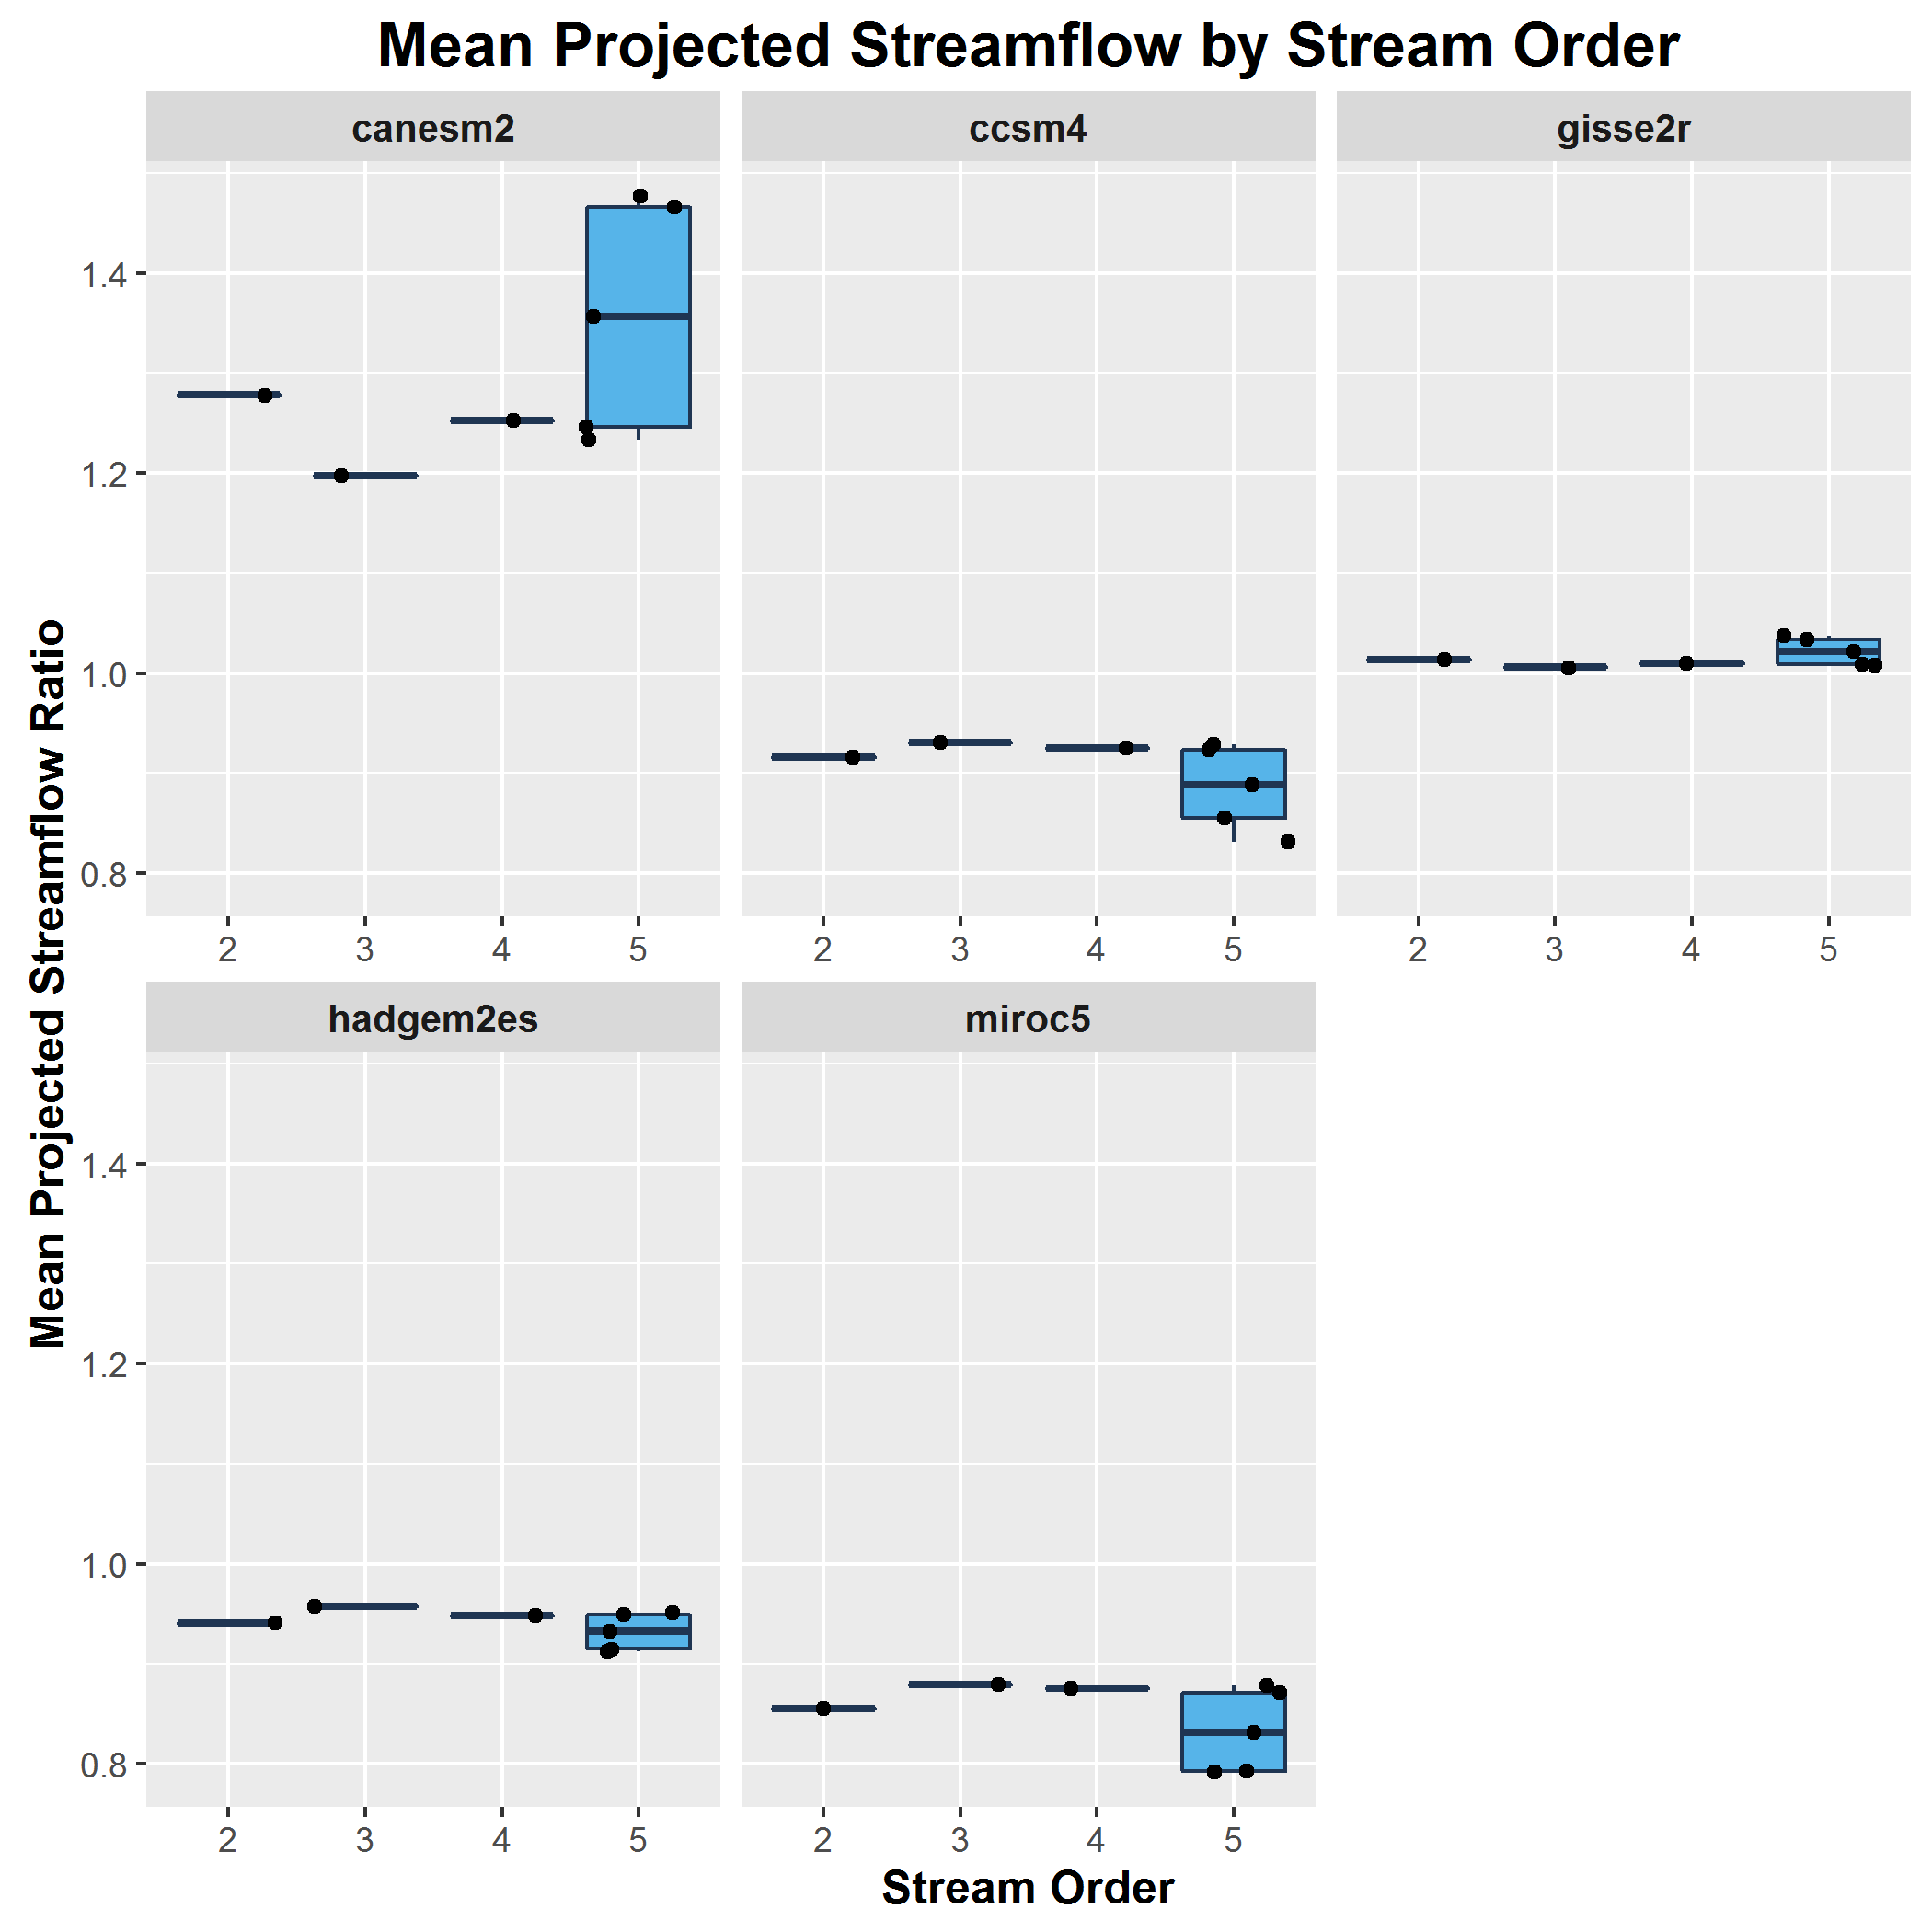 Mean Projected Streamflow by Stream Order
canesm2
ccsm4
gisse2r
1.4
1.2
1.0
0.8
2 3 4 5
2 3 4 5
2 3 4 5
Mean Projected Streamflow Ratio
hadgem2es
miroc5
1.4
1.2
1.0
0.8
2 3 4 5
2 3 4 5
Stream Order